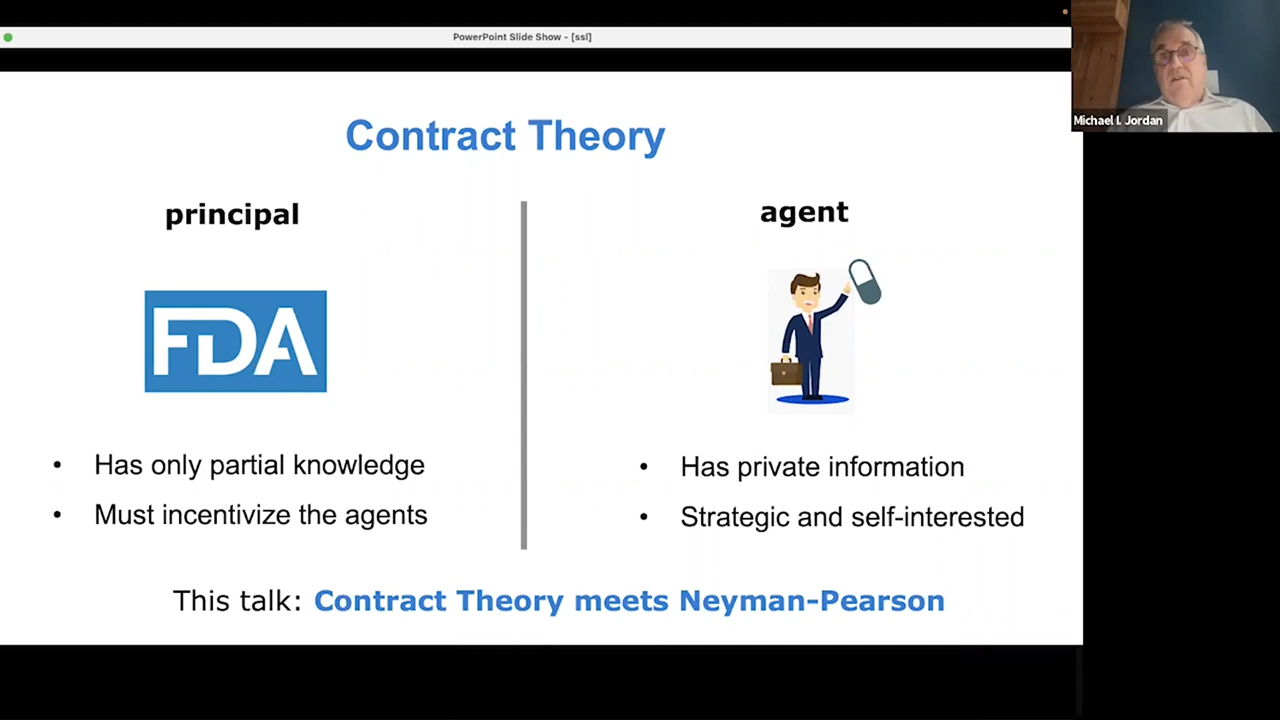 PowerPoint Slide Show - [ssl]
Michael I. Jordan
Contract Theory
principal
agent
FDA
• Has only partial knowledge
• Must incentivize the agents
• Has private information
• Strategic and self-interested
This talk: Contract Theory meets Neyman-Pearson